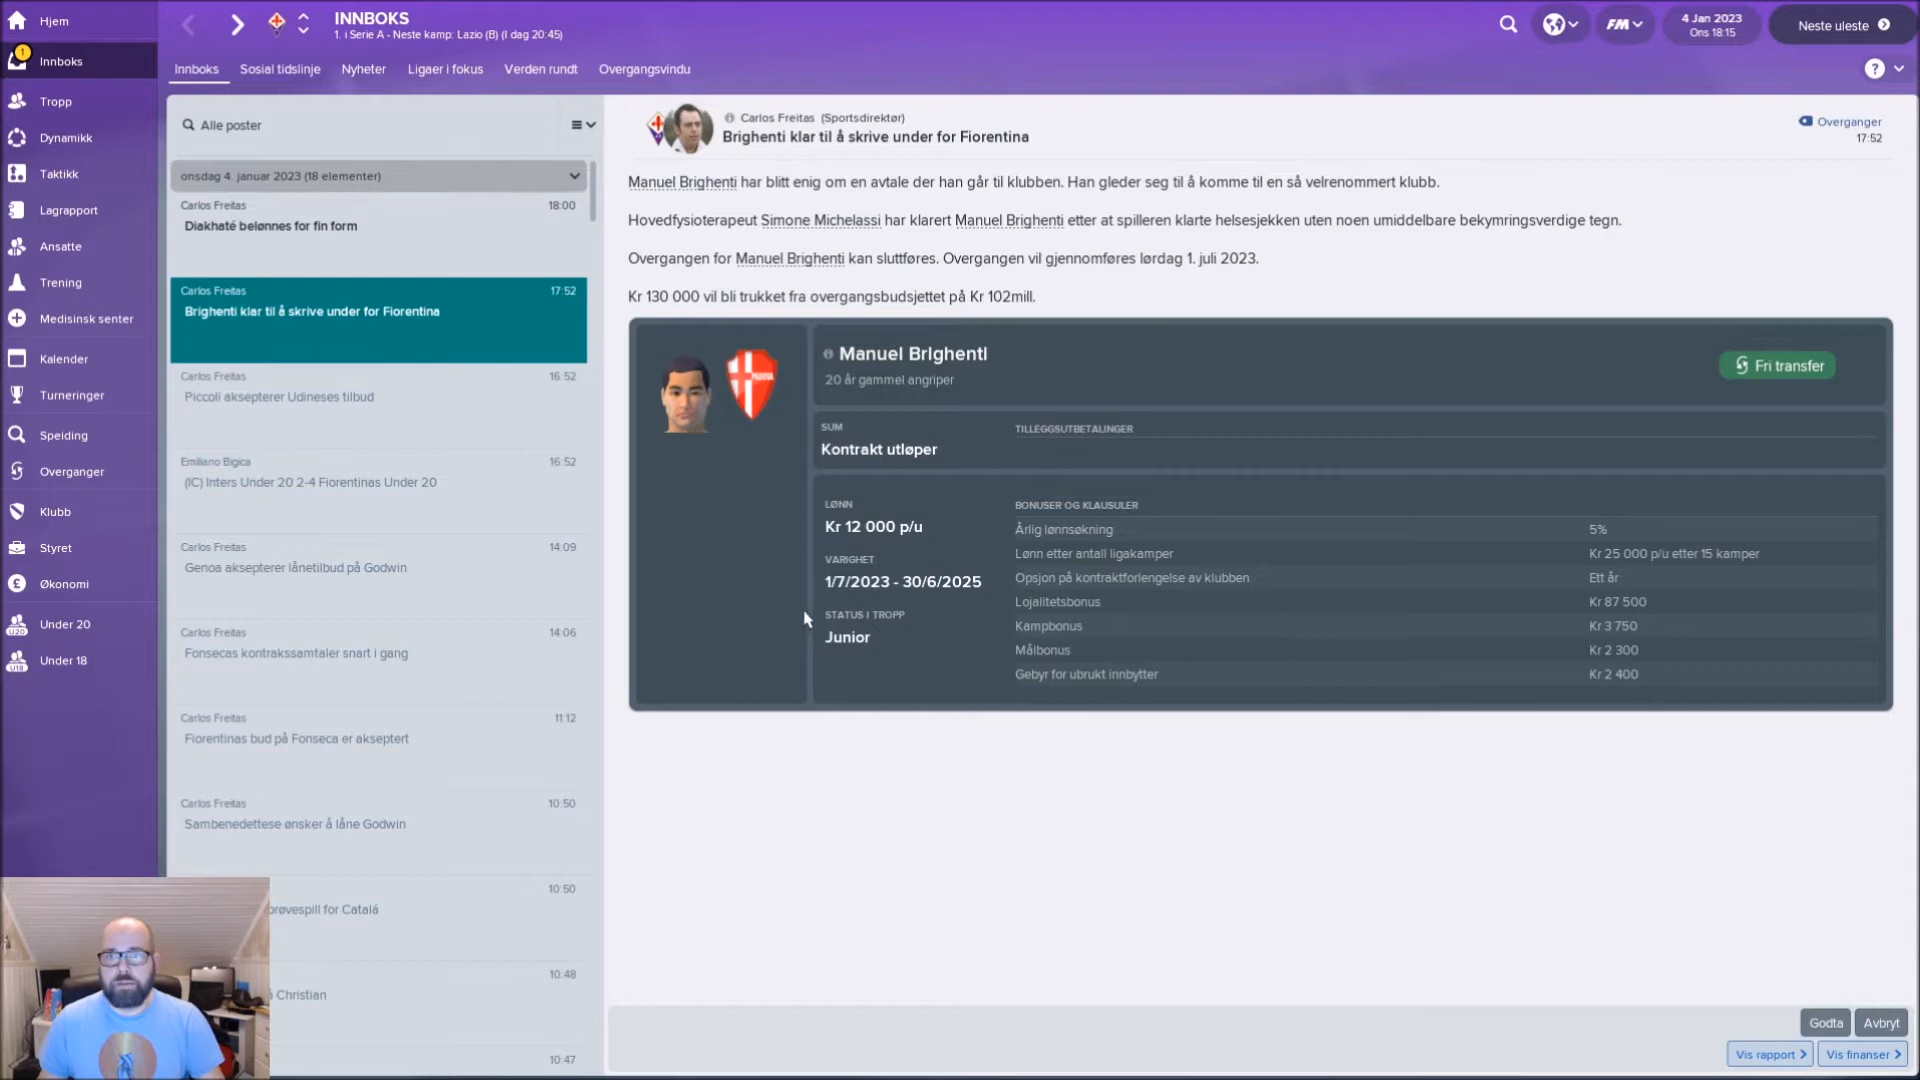 Hjem
1
Innboks
Tropp
Dynamikk
Taktikk
Lagrapport
Ansatte
Trening
Medisinsk senter
Kalender
Turneringer
Speiding
Overganger
Klubb
Styret
Økonomi
U20
Under 20
U18
Under 18
INNBOKS
1. i Serie A - Neste kamp: Lazio (B) (I dag 20:45)
FM
4 Jan 2023
Ons 18:15
Neste uleste
Innboks
Sosial tidslinje
Nyheter
Ligaer i fokus
Verden rundt
Overgangsvindu
?
Alle poster
onsdag 4. januar 2023 (18 elementer)
Carlos Freitas 18:00
Diakhaté belønnes for fin form
Carlos Freitas 17:52
Brighenti klar til å skrive under for Fiorentina
Carlos Freitas 16:52
Piccoli aksepterer Udineses tilbud
Emiliano Bigica 16:52
(IC) Inters Under 20 2-4 Fiorentinas Under 20
Carlos Freitas 14:09
Genoa aksepterer lånetilbud på Godwin
Carlos Freitas 14:06
Fonsecas kontrakssamtaler snart i gang
Carlos Freitas 11:12
Fiorentinas bud på Fonseca er akseptert
Carlos Freitas 10:50
Sambenedettese ønsker å låne Godwin
10:50
prøvespill for Catalá
10:48
å Christian
10:47
Carlos Freitas (Sportsdirektør)
Brighenti klar til å skrive under for Fiorentina
Overganger
17:52
Manuel Brighenti har blitt enig om en avtale der han går til klubben. Han gleder seg til å komme til en så velrenommert klubb.
Hovedfysioterapeut Simone Michelassi har klarert Manuel Brighenti etter at spilleren klarte helsesjekken uten noen umiddelbare bekymringsverdige tegn.
Overgangen for Manuel Brighenti kan sluttføres. Overgangen vil gjennomføres lørdag 1. juli 2023.
Kr 130 000 vil bli trukket fra overgangsbudsjettet på Kr 102mill.
PADOVA
Manuel Brighenti
20 år gammel angriper
Fri transfer
SUM
Kontrakt utløper
TILLEGGSUTBETALINGER
LØNN
Kr 12 000 p/u
VARIGHET
1/7/2023 - 30/6/2025
STATUS I TROPP
Junior
BONUSER OG KLAUSULER
Årlig lønnsøkning 5%
Lønn etter antall ligakamper Kr 25 000 p/u etter 15 kamper
Opsjon på kontraktforlengelse av klubben Ett år
Lojalitetsbonus Kr 87 500
Kampbonus Kr 3 750
Målbonus Kr 2 300
Gebyr for ubrukt innbytter Kr 2 400
Godta
Avbryt
Vis rapport
Vis finanser